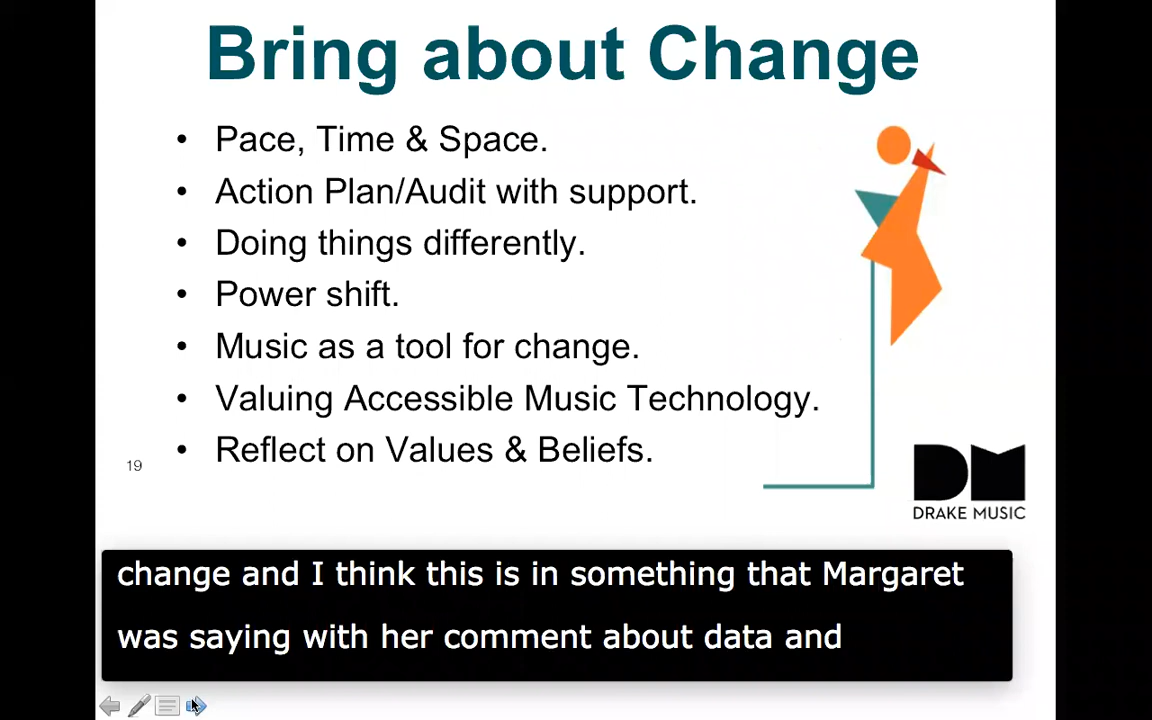 Bring about Change
• Pace, Time & Space.
• Action Plan/Audit with support.
• Doing things differently.
• Power shift.
• Music as a tool for change.
• Valuing Accessible Music Technology.
• Reflect on Values & Beliefs.
19
DM
DRAKE MUSIC
change and I think this is in something that Margaret
was saying with her comment about data and